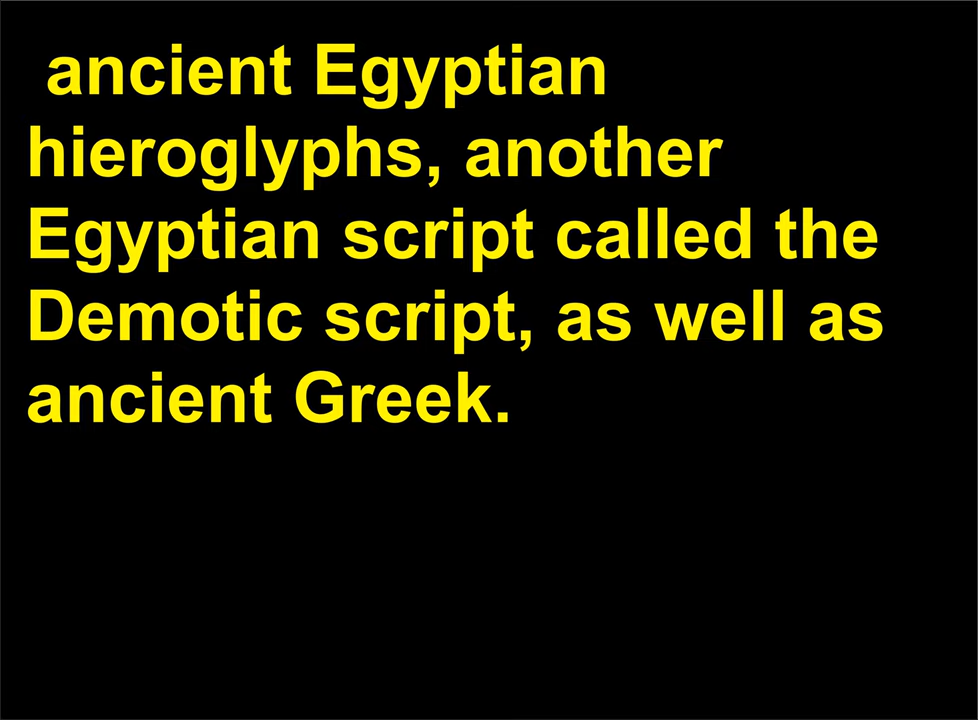 ancient Egyptian
hieroglyphs, another
Egyptian script called the
Demotic script, as well as
ancient Greek.